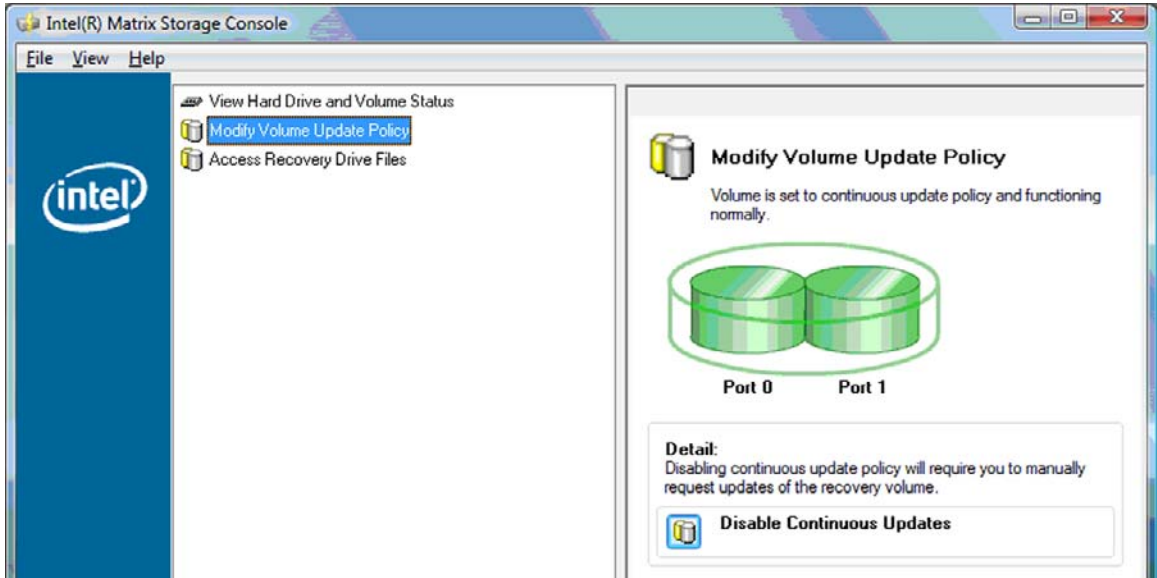 Intel(R) Matrix Storage Console
File View Help
View Hard Drive and Volume Status
Modify Volume Update Policy
Access Recovery Drive Files
intel
Modify Volume Update Policy
Volume is set to continuous update policy and functioning
normally.
Port 0 Port 1
Detail:
Disabling continuous update policy will require you to manually
request updates of the recovery volume.
Disable Continuous Updates